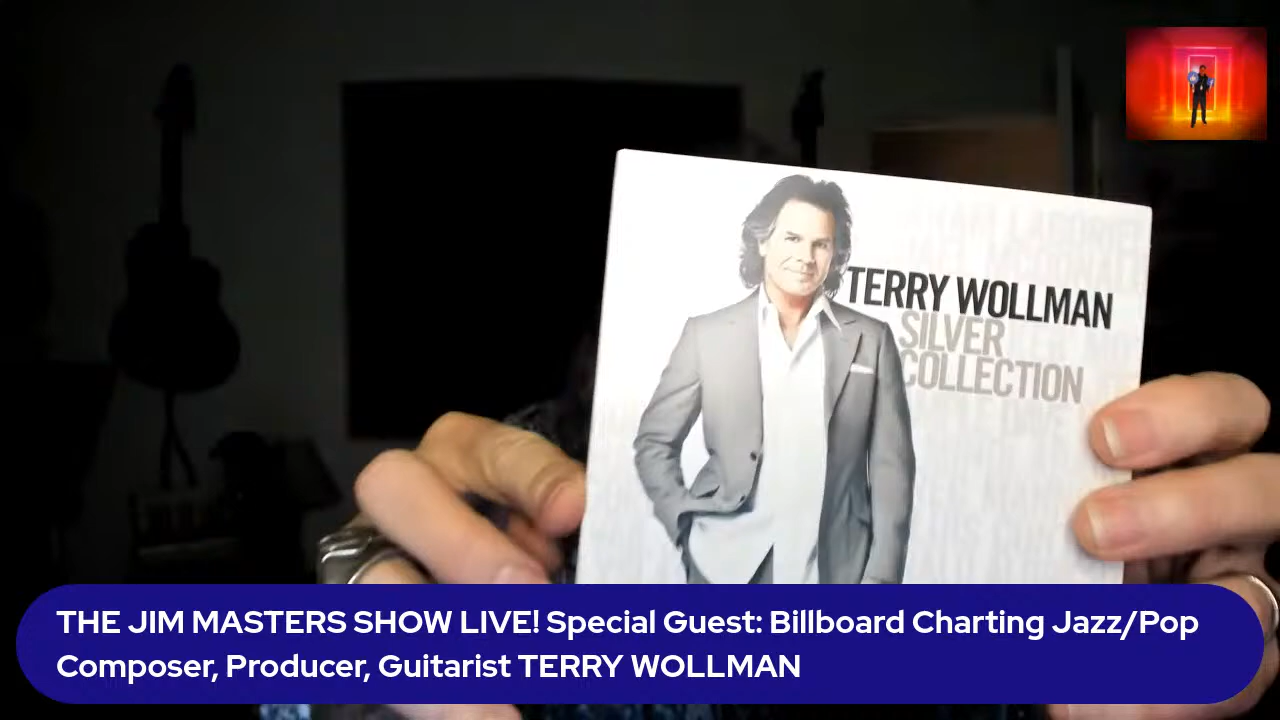 TERRY WOLLMAN
SILVER
COLLECTION
THE JIM MASTERS SHOW LIVE! Special Guest: Billboard Charting Jazz/Pop
Composer, Producer, Guitarist TERRY WOLLMAN